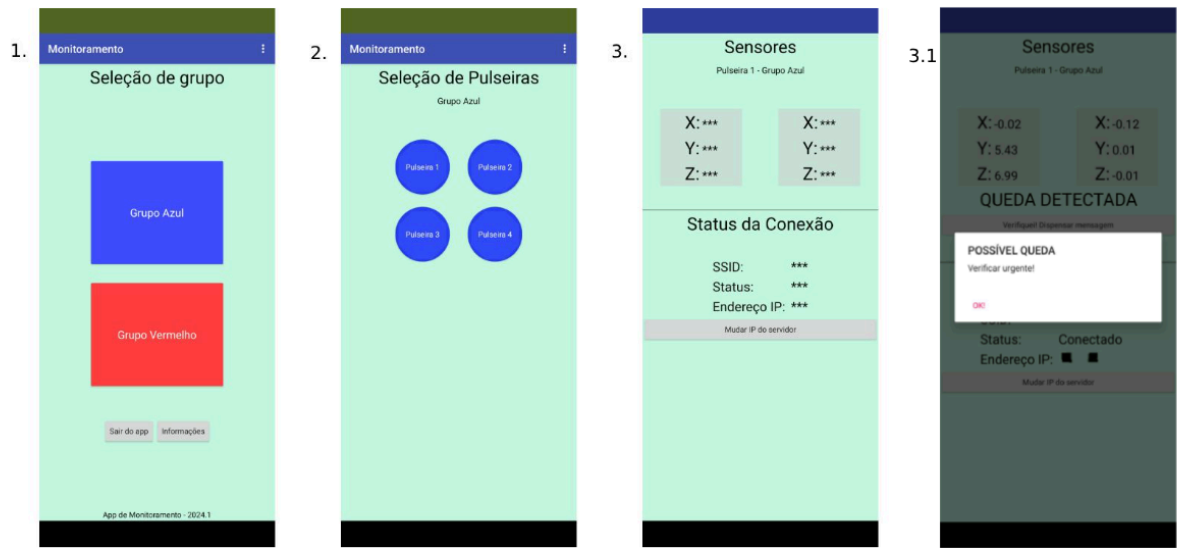 1.
Monitoramento
Seleção de grupo
Grupo Azul
Grupo Vermelho
Sair do app Informações
App de Monitoramento - 2024.1
2.
Monitoramento
Seleção de Pulseiras
Grupo Azul
Pulseira 1 Pulseira 2
Pulseira 3 Pulseira 4
3.
Sensores
Pulseira 1 - Grupo Azul
X: *** X: ***
Y: *** Y: ***
Z: *** Z: ***
Status da Conexão
SSID: ***
Status: ***
Endereço IP: ***
Mudar IP do servidor
3.1
Sensores
Pulseira 1 - Grupo Azul
X: -0.02 X: -0.12
Y: 5.43 Y: 0.01
Z: 6.99 Z: -0.01
QUEDA DETECTADA
Verifiquei! Dispensar mensagem
POSSÍVEL QUEDA
Verificar urgente!
Status: Conectado
Endereço IP:
Mudar IP do servidor